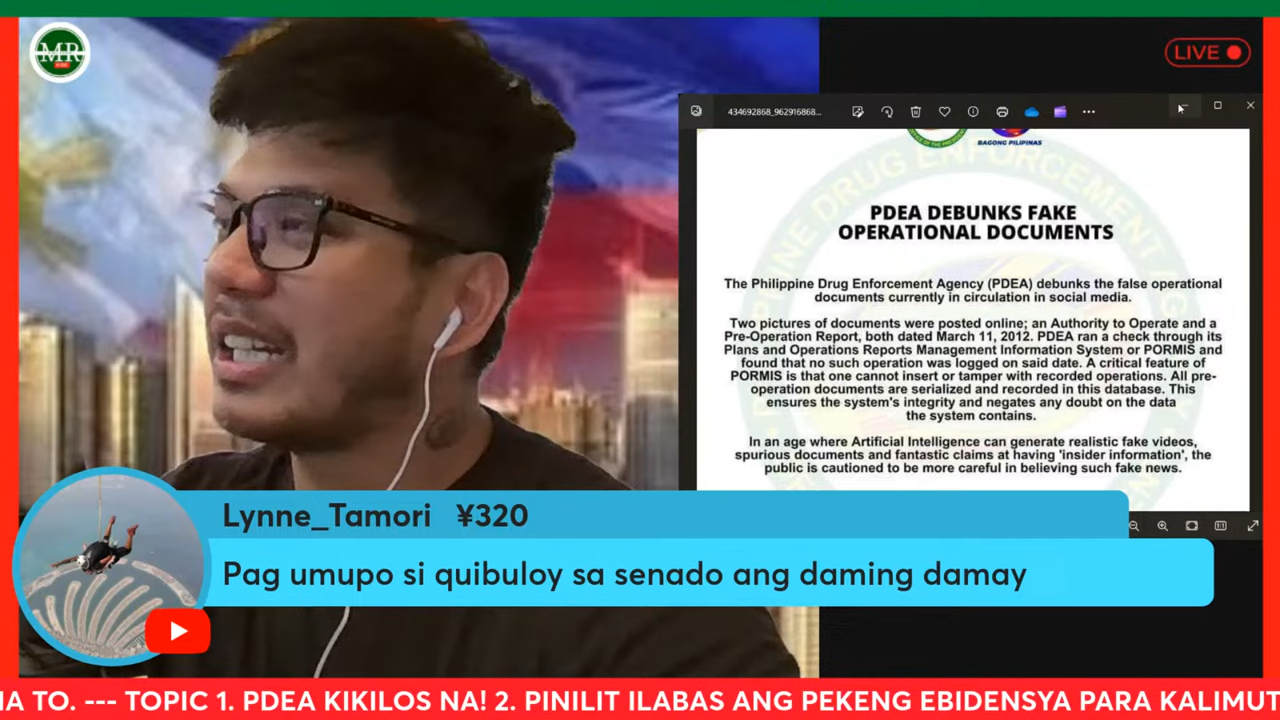 MR
LIVE
434692868_962916868...
BAGONG PILIPINAS
PDEA DEBUNKS FAKE
OPERATIONAL DOCUMENTS
The Philippine Drug Enforcement Agency (PDEA) debunks the false operational
documents currently in circulation in social media.
Two pictures of documents were posted online; an Authority to Operate and a
Pre-Operation Report, both dated March 11, 2012. PDEA ran a check through its
Plans and Operations Reports Management Information System or PORMIS and
found that no such operation was logged on said date. A critical feature of
PORMIS is that one cannot insert or tamper with recorded operations. All pre-
operation documents are serialized and recorded in this database. This
ensures the system's integrity and negates any doubt on the data
the system contains.
In an age where Artificial Intelligence can generate realistic fake videos,
spurious documents and fantastic claims at having 'insider information', the
public is cautioned to be more careful in believing such fake news.
Lynne_Tamori ¥320
Pag umupo si quibuloy sa senado ang daming damay
TO. --- TOPIC 1. PDEA KIKILOS NA! 2. PINILIT ILABAS ANG PEKENG EBIDENSYA PARA KALIMUT